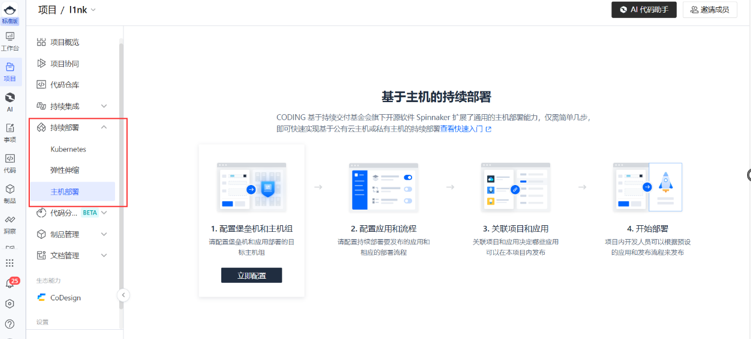 项目 / l1nk
AI 代码助手
邀请成员
标准版
工作台
项目
AI
事项
代码
制品
洞察
25
项目概览
项目协同
代码仓库
持续集成
持续部署
Kubernetes
弹性伸缩
主机部署
代码分... BETA
制品管理
文档管理
生态能力
CoDesign
设置
基于主机的持续部署
CODING 基于持续交付基金会旗下开源软件 Spinnaker 扩展了通用的主机部署能力，仅需简单几步，
即可快速实现基于公有云主机或私有主机的持续部署查看快速入门
1. 配置堡垒机和主机组
请配置堡垒机和应用部署的目
标主机组
立即配置
2. 配置应用和流程
请配置持续部署要发布的应用和
相应的部署流程
3. 关联项目和应用
关联项目和应用决定哪些应用
可以在本项目内发布
4. 开始部署
项目内开发人员可以根据预设
的应用和发布流程来发布